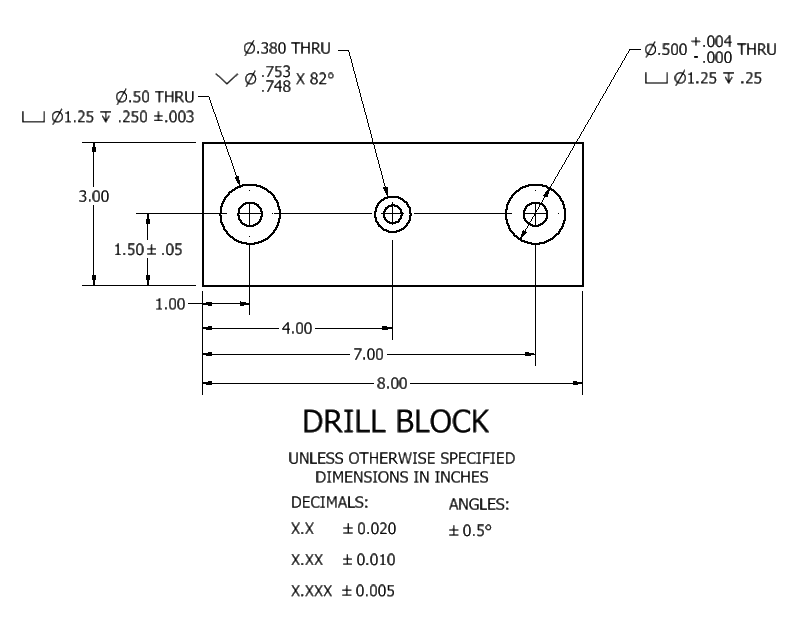 Ø.380 THRU
⌵ Ø .753 .748 X 82°
Ø.500 +.004 -.000 THRU
⌴ Ø1.25 ↧ .25
Ø.50 THRU
⌴ Ø1.25 ↧ .250 ±.003
3.00
1.50 ± .05
1.00
4.00
7.00
8.00
DRILL BLOCK
UNLESS OTHERWISE SPECIFIED
DIMENSIONS IN INCHES
DECIMALS: ANGLES:
X.X ± 0.020 ± 0.5°
X.XX ± 0.010
X.XXX ± 0.005